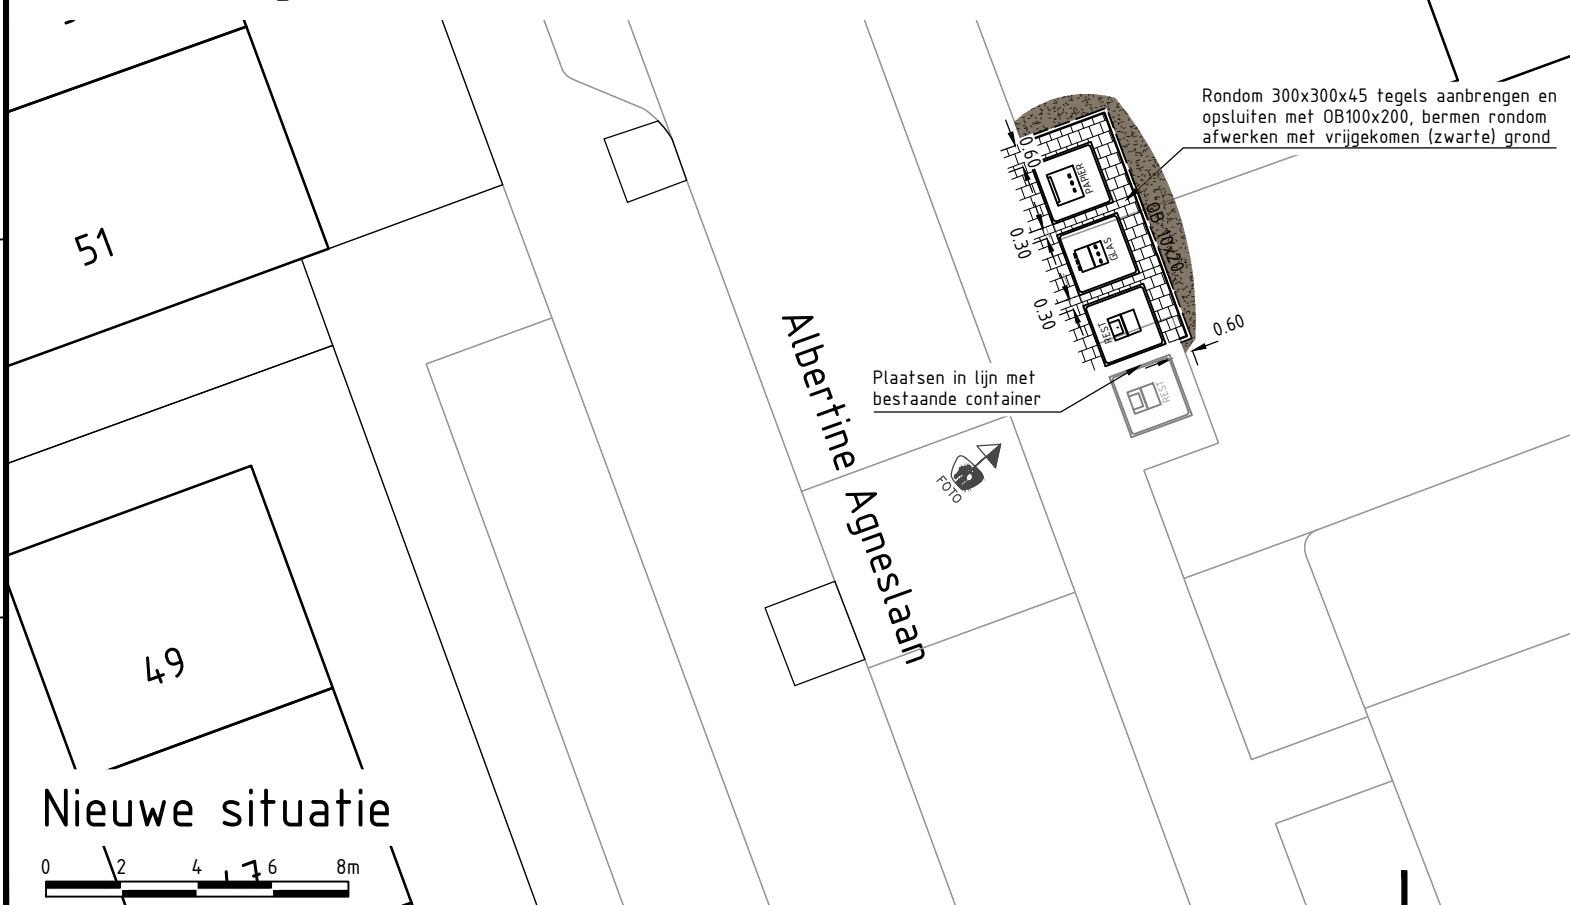 Rondom 300x300x45 tegels aanbrengen en
opsluiten met OB100x200, bermen rondom
afwerken met vrijgekomen (zwarte) grond
0.60
PAPIER
OB 10x20
51
0.30
GLAS
0.30
REST
0.60
Albertine Agneslaan
Plaatsen in lijn met
bestaande container
REST
FOTO
49
Nieuwe situatie
0 2 4 6 8m